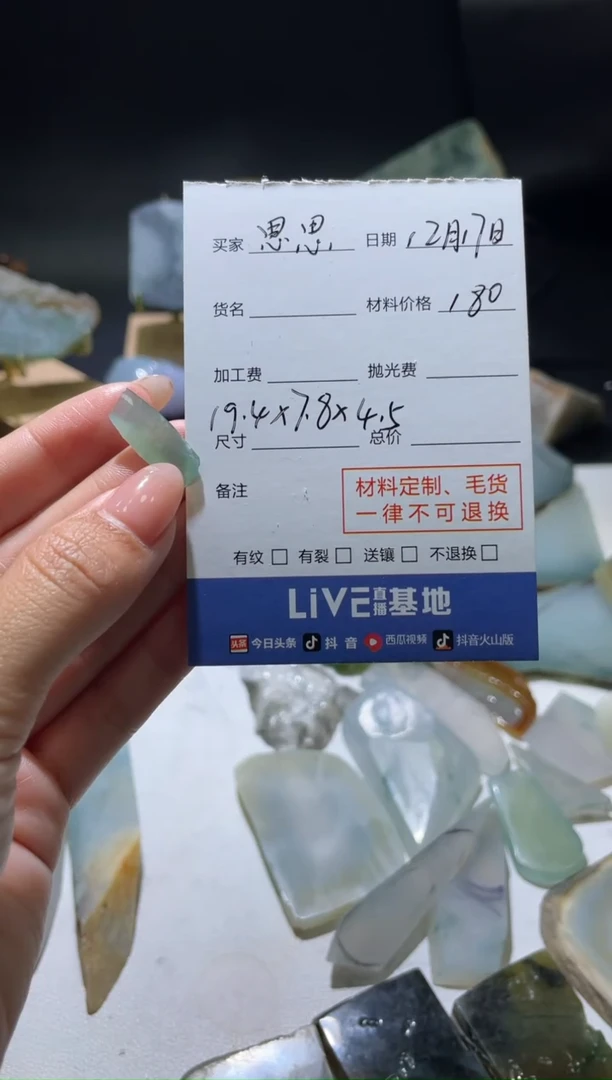 买家 思思 日期 12月17日
货名 材料价格 180
加工费 抛光费
19.4x7.8x4.5
尺寸 总价
备注
材料定制、毛货
一律不可退换
有纹 有裂 送镶 不退换
LiVE直播基地
头条 今日头条 抖音 西瓜视频 抖音火山版